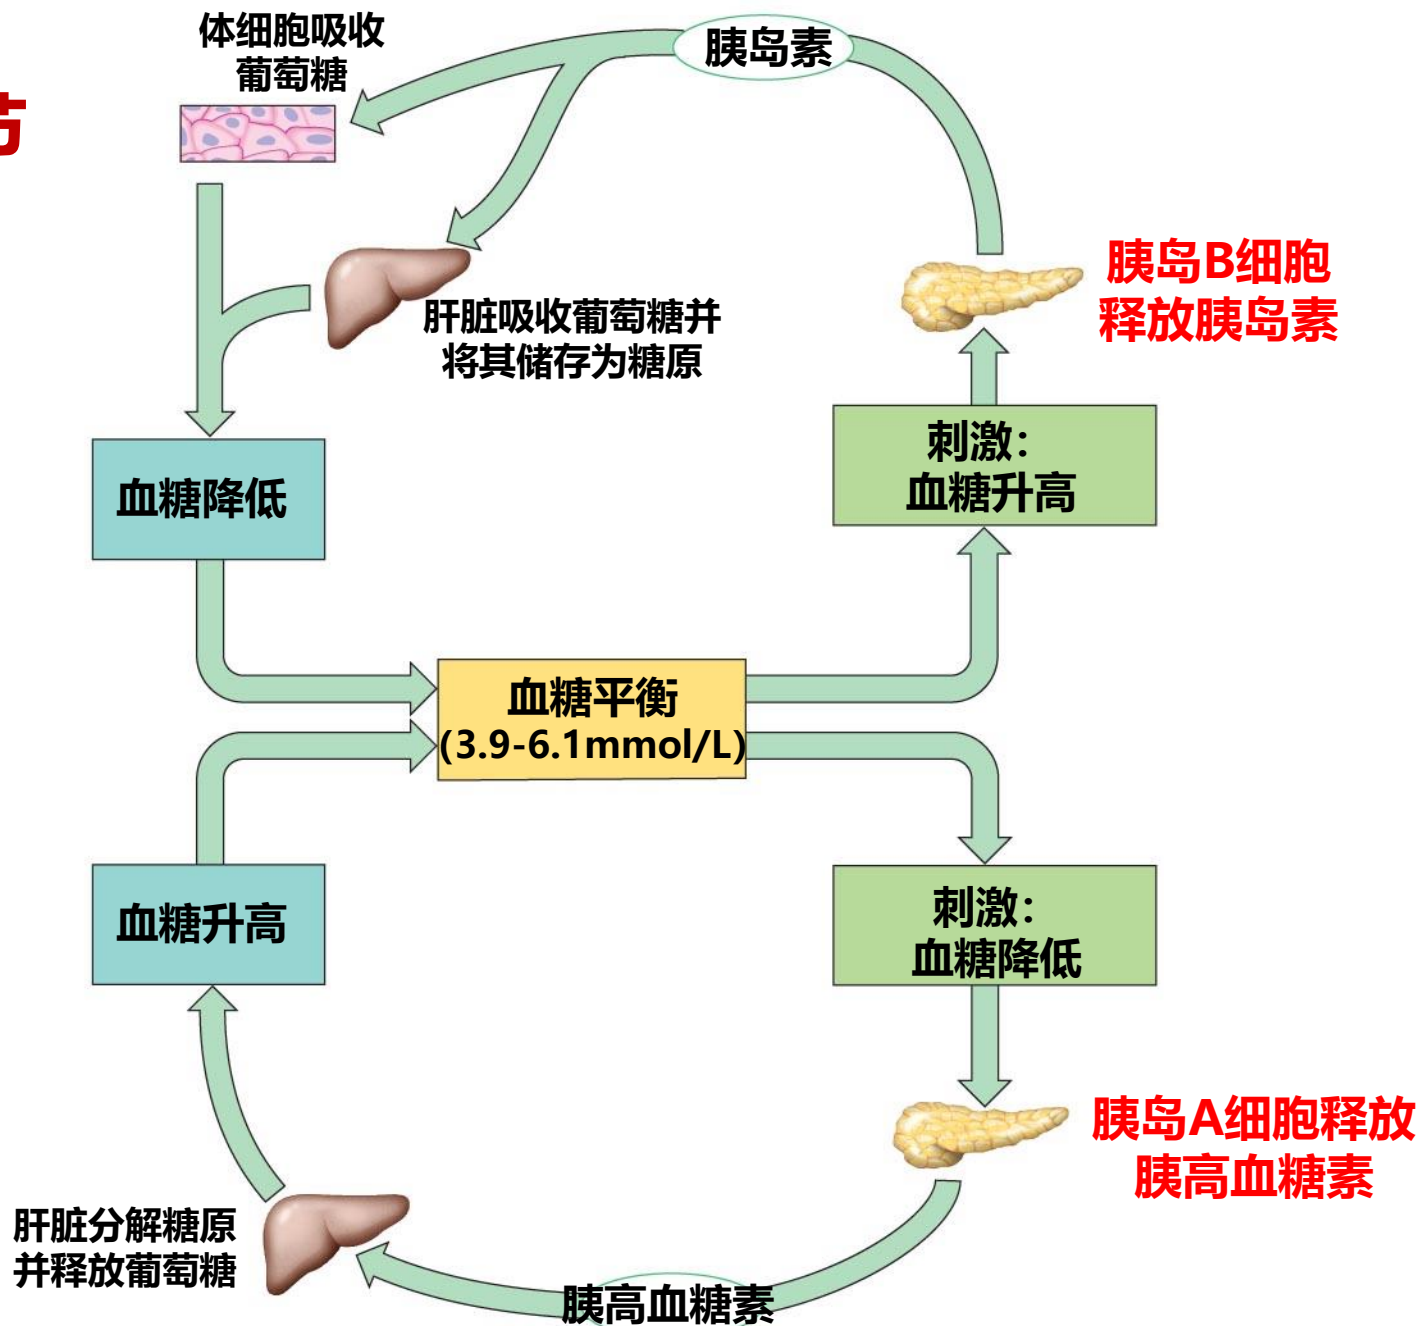 体细胞吸收
葡萄糖
胰岛素
节
胰岛B细胞
释放胰岛素
肝脏吸收葡萄糖并
将其储存为糖原
刺激：
血糖升高
血糖降低
血糖平衡
(3.9-6.1mmol/L)
血糖升高
刺激：
血糖降低
胰岛A细胞释放
胰高血糖素
肝脏分解糖原
并释放葡萄糖
胰高血糖素